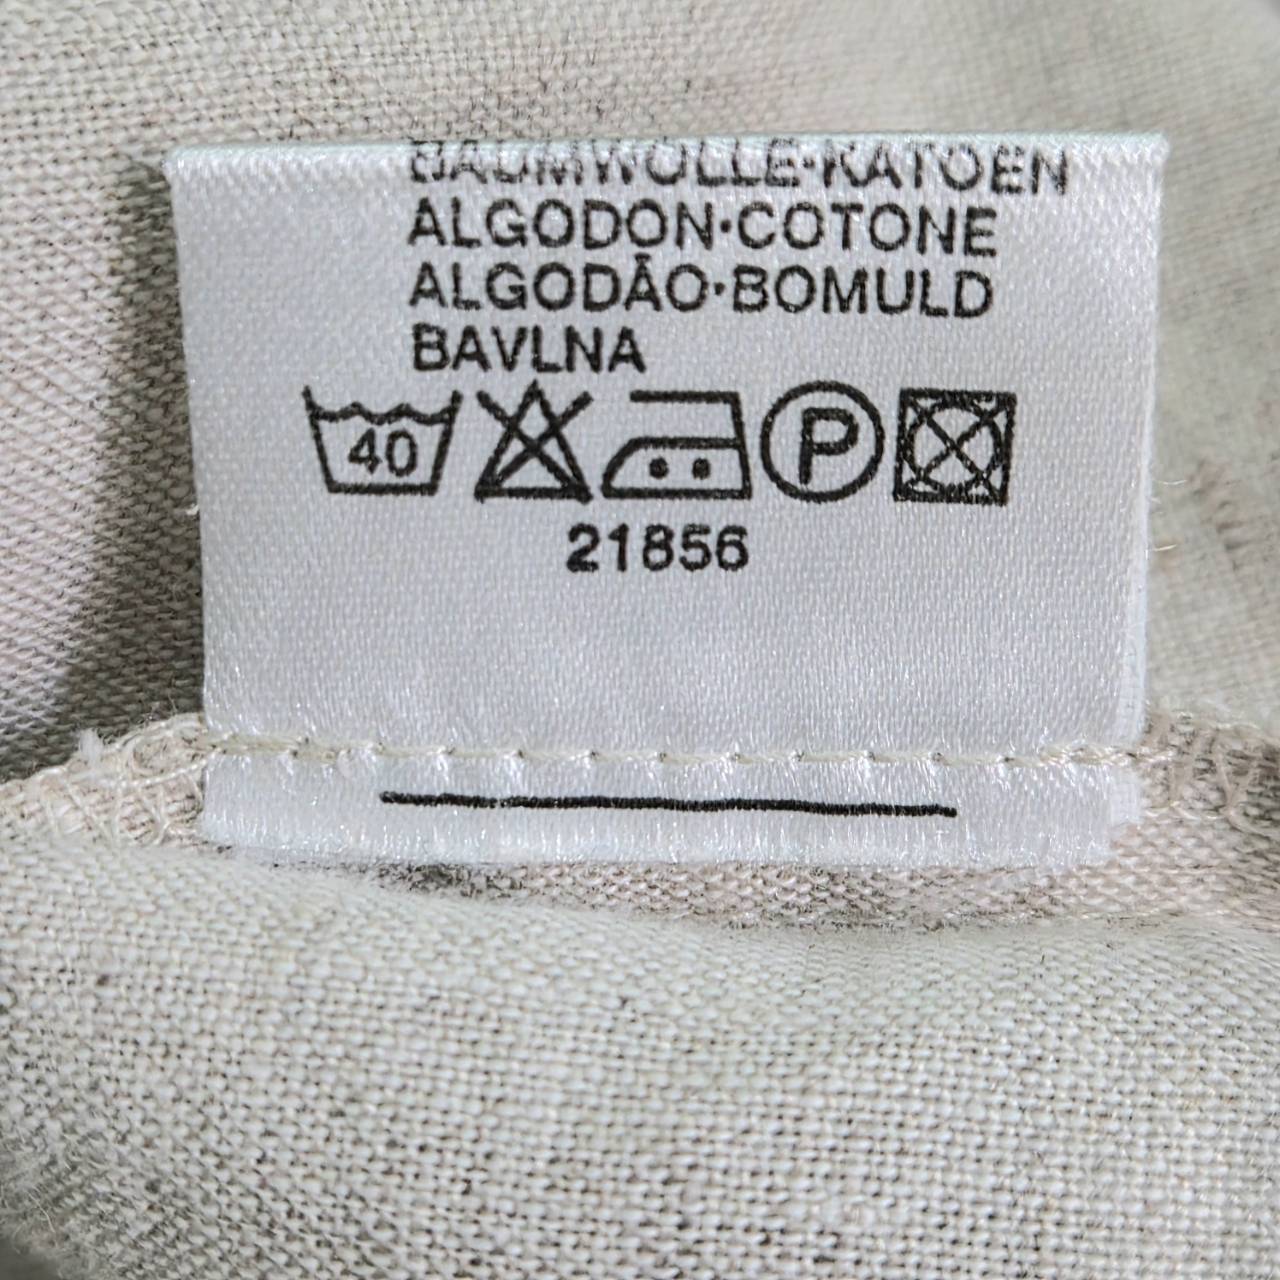 BAUMWOLLE·KATOEN
ALGODON·COTONE
ALGODÃO·BOMULD
BAVLNA
40 P
21856